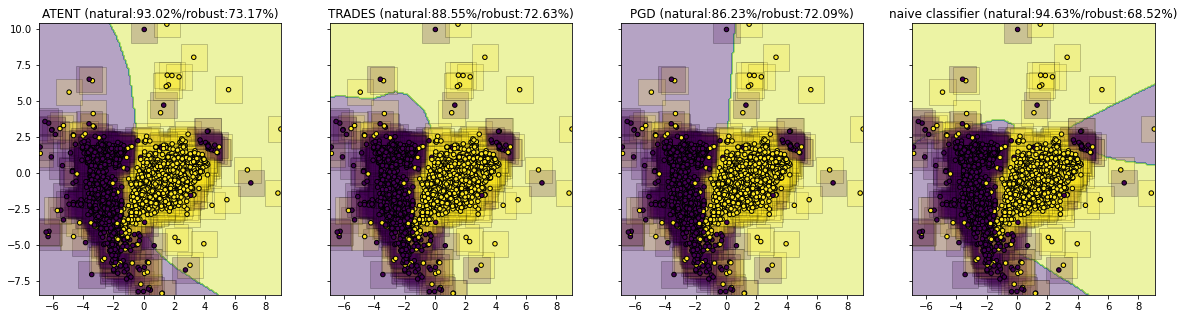 ATENT (natural:93.02%/robust:73.17%)
TRADES (natural:88.55%/robust:72.63%)
PGD (natural:86.23%/robust:72.09%)
naive classifier (natural:94.63%/robust:68.52%)
10.0
7.5
5.0
2.5
0.0
−2.5
−5.0
−7.5
−6 −4 −2 0 2 4 6 8
−6 −4 −2 0 2 4 6 8
−6 −4 −2 0 2 4 6 8
−6 −4 −2 0 2 4 6 8